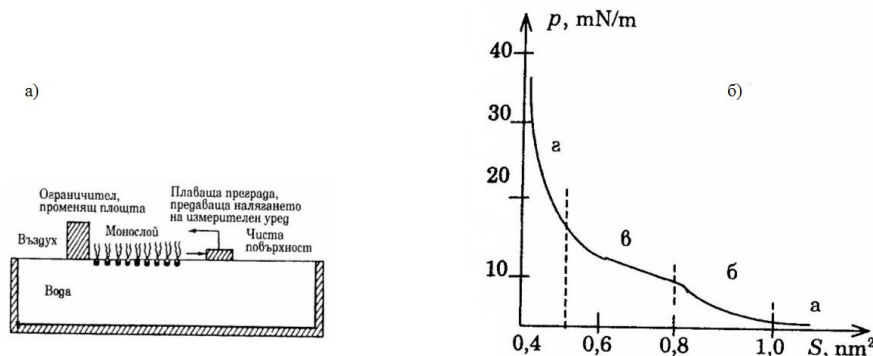 а)
Ограничител,
променящ площта
Плаваща преграда,
предаваща налягането
на измерителен уред
Монослой
Въздух
Чиста
повърхност
Вода
p, mN/m
б)
40
30
20
10
г
в
б
а
0,4
0,6
0,8
1,0
S, nm²